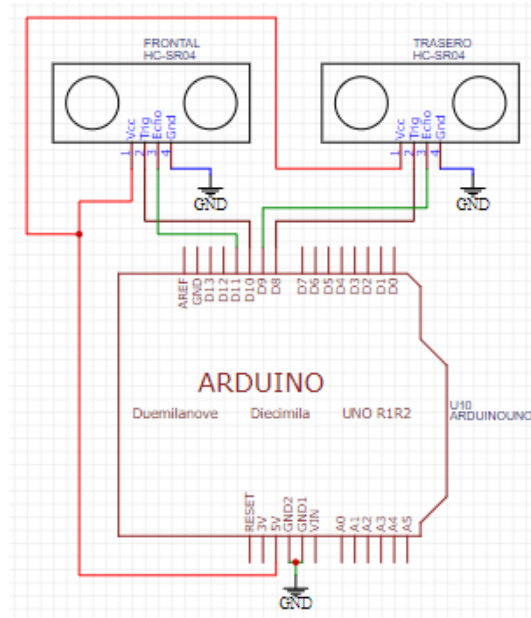 FRONTAL
HC-SR04
TRASERO
HC-SR04
Vcc
Trig
Echo
Gnd
1
2
3
4
Vcc
Trig
Echo
Gnd
1
2
3
4
GND
GND
AREF
GND
D13
D12
D11
D10
D9
D8
D7
D6
D5
D4
D3
D2
D1
D0
ARDUINO
Duemilanove Diecimila UNO R1R2
U10
ARDUINOUNO
RESET
3V
5V
GND2
GND1
VIN
A0
A1
A2
A3
A4
A5
GND